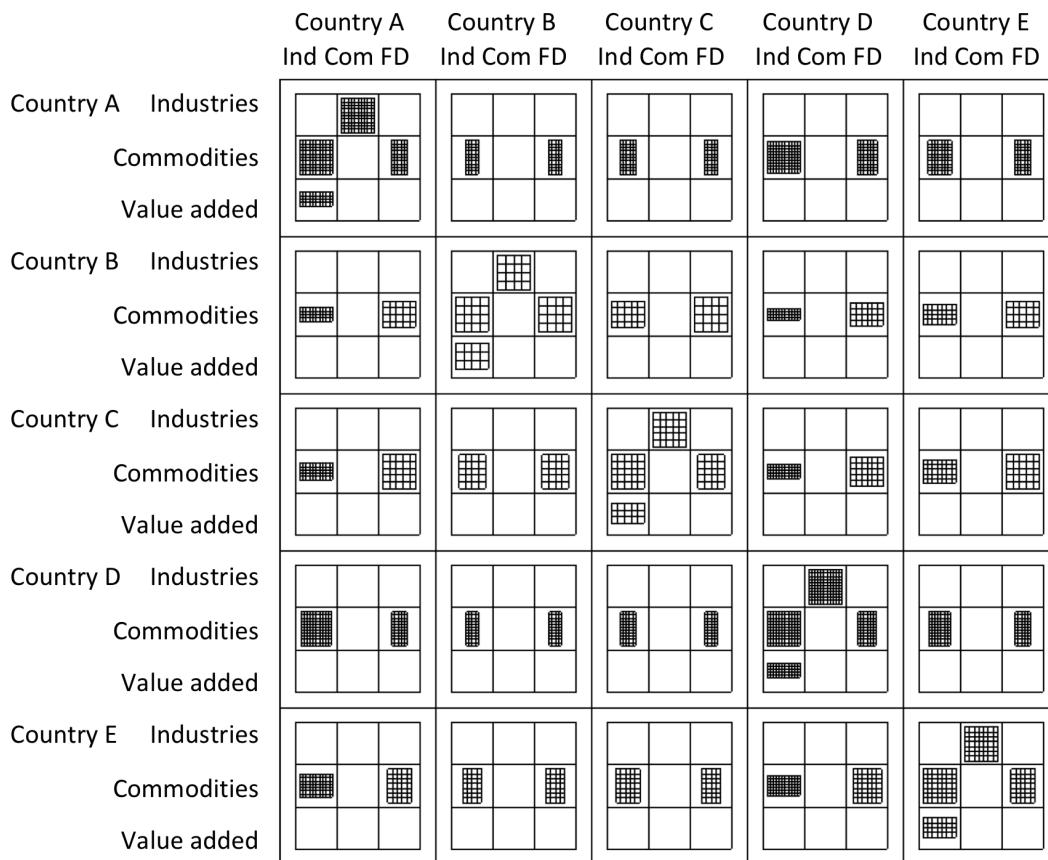 Country A Country B Country C Country D Country E
Ind Com FD Ind Com FD Ind Com FD Ind Com FD Ind Com FD
Country A Industries
Commodities
Value added
Country B Industries
Commodities
Value added
Country C Industries
Commodities
Value added
Country D Industries
Commodities
Value added
Country E Industries
Commodities
Value added